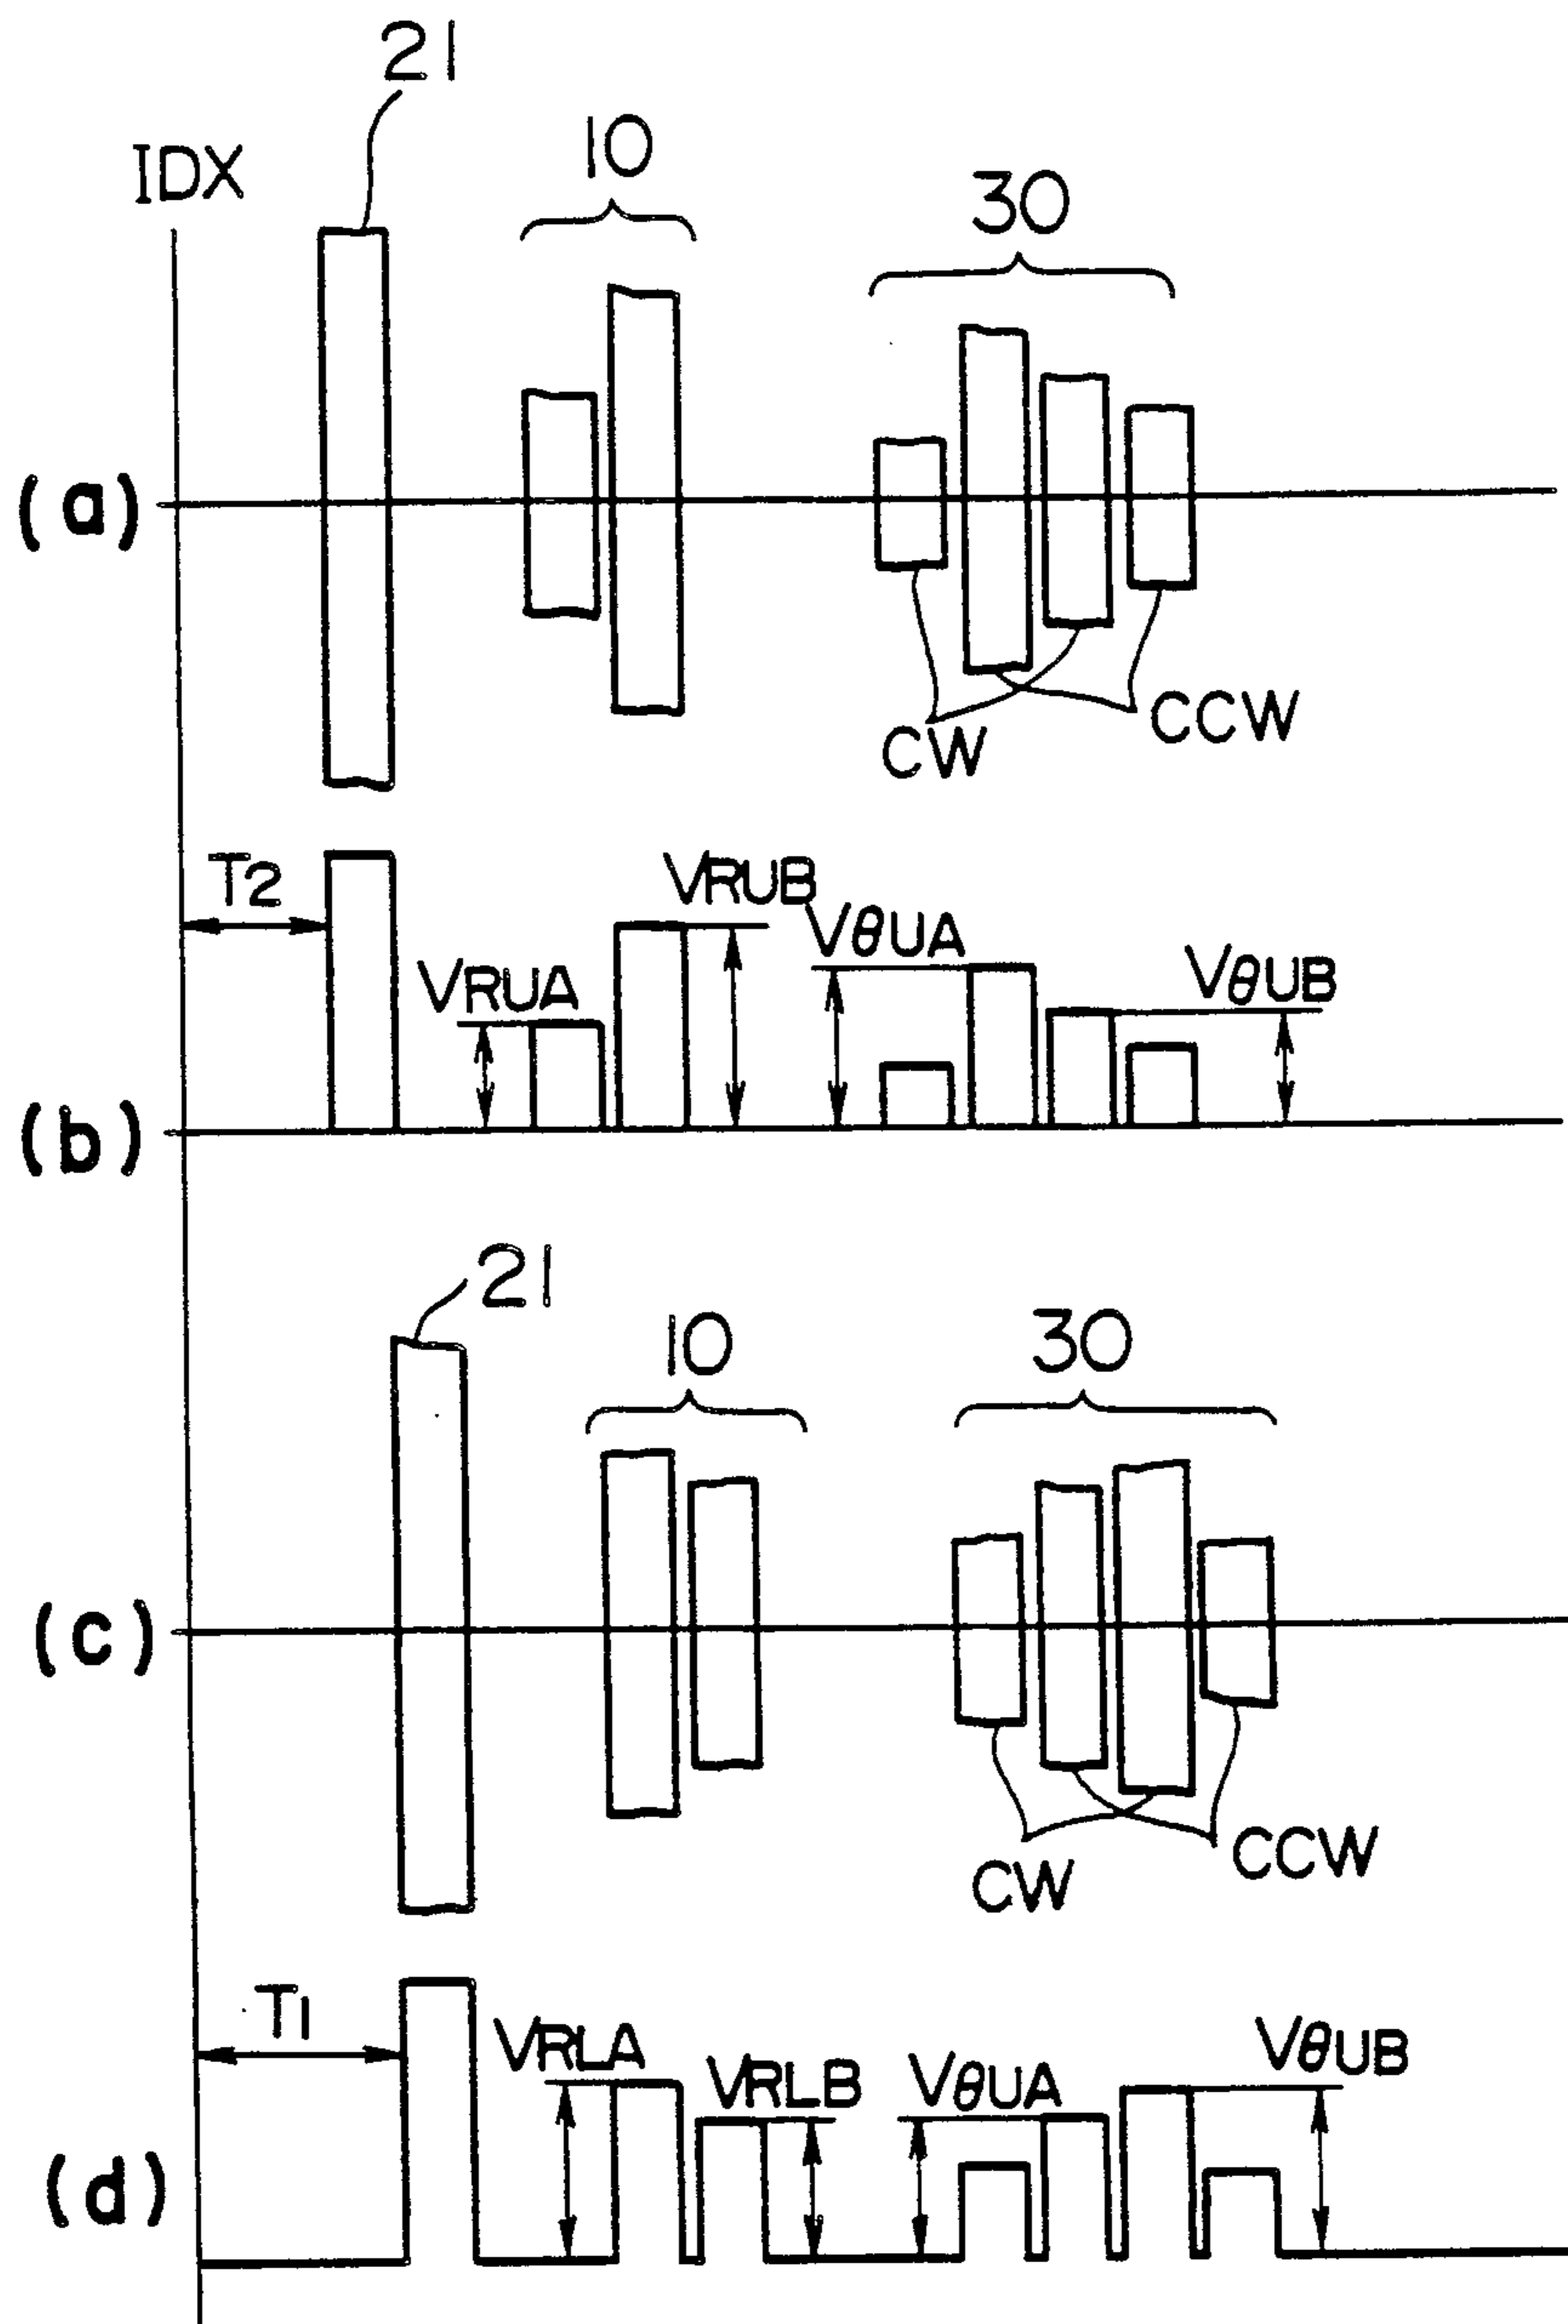 21
IDX
10
30
(a)
CW
CCW
T2
VRUA
VRUB
VθUA
VθUB
(b)
21
10
30
(c)
CW
CCW
T1
VRLA
VRLB
VθUA
VθUB
(d)